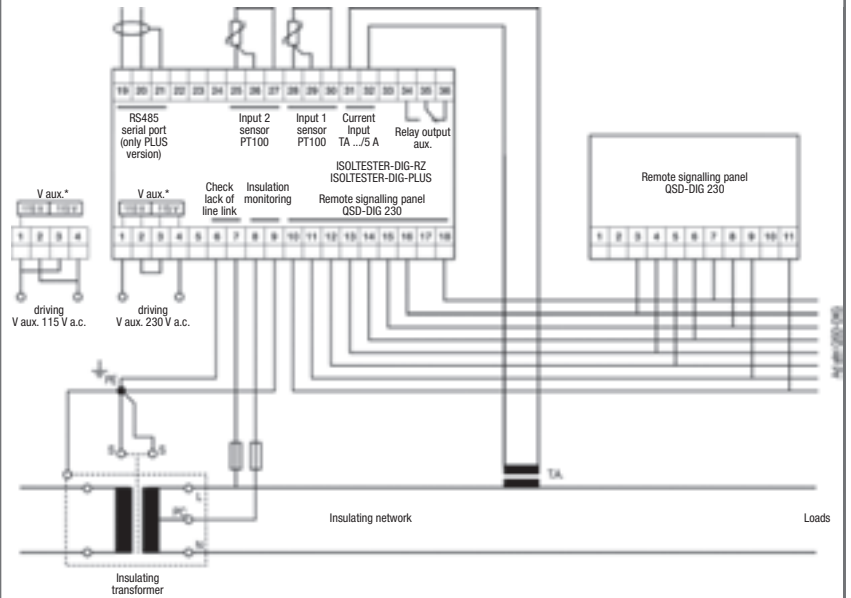 19 20 21 22 23 24 25 26 27 28 29 30 31 32 33 34 35 36
RS485
serial port
(only PLUS
version)
Input 2
sensor
PT100
Input 1
sensor
PT100
Current
Input
TA .../5 A
Relay output
aux.
ISOLTESTER-DIG-RZ
ISOLTESTER-DIG-PLUS
Remote signalling panel
QSD-DIG 230
V aux.*
V aux.*
Check
lack of
line link
Insulation
monitoring
Remote signalling panel
QSD-DIG 230
1 2 3 4
1 2 3 4 5 6 7 8 9 10 11 12 13 14 15 16 17 18
1 2 3 4 5 6 7 8 9 10 11
driving
V aux. 115 V a.c.
driving
V aux. 230 V a.c.
PE
S S
T.A.
L
PC
Insulating network
Loads
N
Insulating
transformer